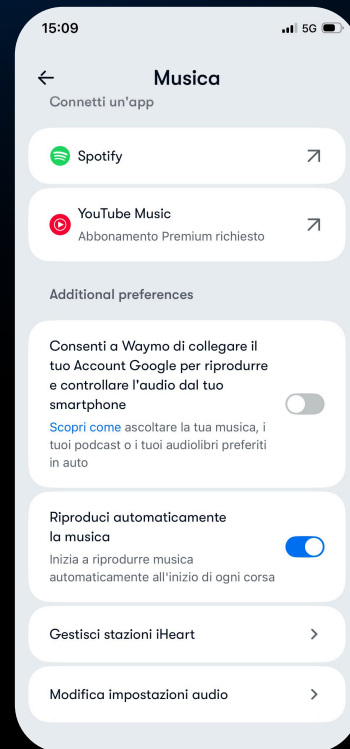 15:09
5G
Musica
Connetti un'app
Spotify
YouTube Music
Abbonamento Premium richiesto
Additional preferences
Consenti a Waymo di collegare il
tuo Account Google per riprodurre
e controllare l'audio dal tuo
smartphone
Scopri come ascoltare la tua musica, i
tuoi podcast o i tuoi audiolibri preferiti
in auto
Riproduci automaticamente
la musica
Inizia a riprodurre musica
automaticamente all'inizio di ogni corsa
Gestisci stazioni iHeart
Modifica impostazioni audio